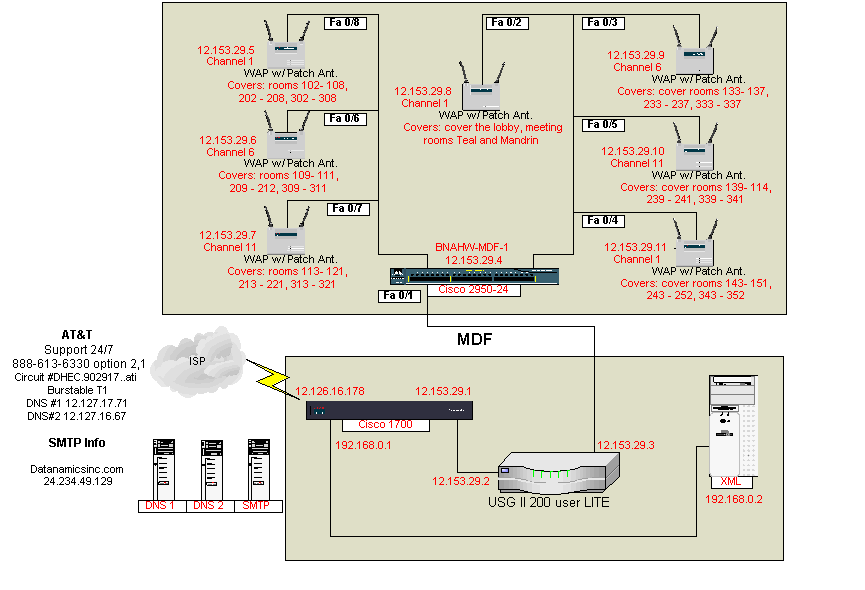 Fa 0/8
12.153.29.5
Channel 1
WAP w/Patch Ant.
Covers: rooms 102- 108,
202 - 208, 302 - 308
Fa 0/6
12.153.29.6
Channel 6
WAP w/Patch Ant.
Covers: rooms 109- 111,
209 - 212, 309 - 311
Fa 0/7
12.153.29.7
Channel 11
WAP w/Patch Ant.
Covers: rooms 113- 121,
213 - 221, 313 - 321
Fa 0/2
12.153.29.8
Channel 1
WAP w/Patch Ant.
Covers: cover the lobby, meeting
rooms Teal and Mandrin
Fa 0/3
12.153.29.9
Channel 6
WAP w/Patch Ant.
Covers: cover rooms 133- 137,
233 - 237, 333 - 337
Fa 0/5
12.153.29.10
Channel 11
WAP w/Patch Ant.
Covers: cover rooms 139- 114,
239 - 241, 339 - 341
Fa 0/4
12.153.29.11
Channel 1
WAP w/Patch Ant.
Covers: cover rooms 143- 151,
243 - 252, 343 - 352
BNAHW-MDF-1
12.153.29.4
Cisco 2950-24
Fa 0/1
MDF
AT&T
Support 24/7
888-613-6330 option 2,1
Circuit #DHEC.902917..ati
Burstable T1
DNS #1 12.127.17.71
DNS#2 12.127.16.67
ISP
SMTP Info
Datanamicsinc.com
24.234.49.129
DNS 1
DNS 2
SMTP
12.126.16.178
12.153.29.1
Cisco 1700
192.168.0.1
12.153.29.2
12.153.29.3
USG II 200 user LITE
XML
192.168.0.2